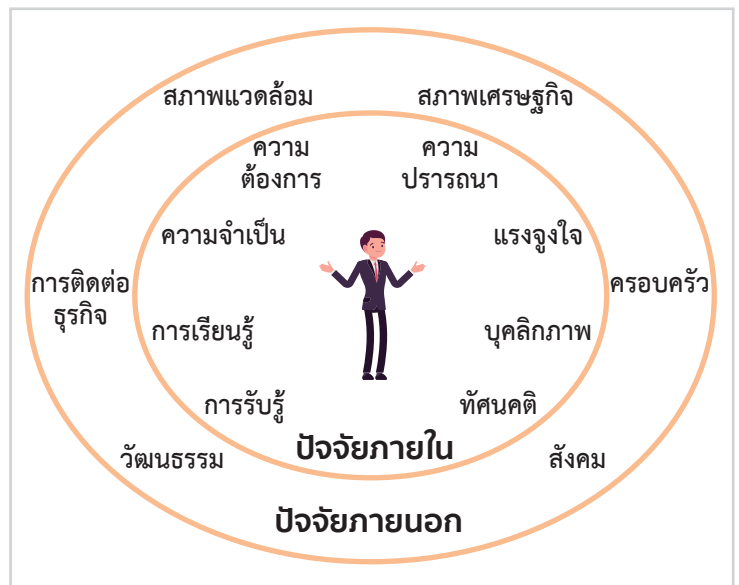 สภาพแวดล้อม สภาพเศรษฐกิจ
ความ
ต้องการ
ความ
ปรารถนา
ความจำเป็น แรงจูงใจ
การติดต่อ
ธุรกิจ
ครอบครัว
การเรียนรู้ บุคลิกภาพ
การรับรู้ ทัศนคติ
ปัจจัยภายใน
วัฒนธรรม สังคม
ปัจจัยภายนอก